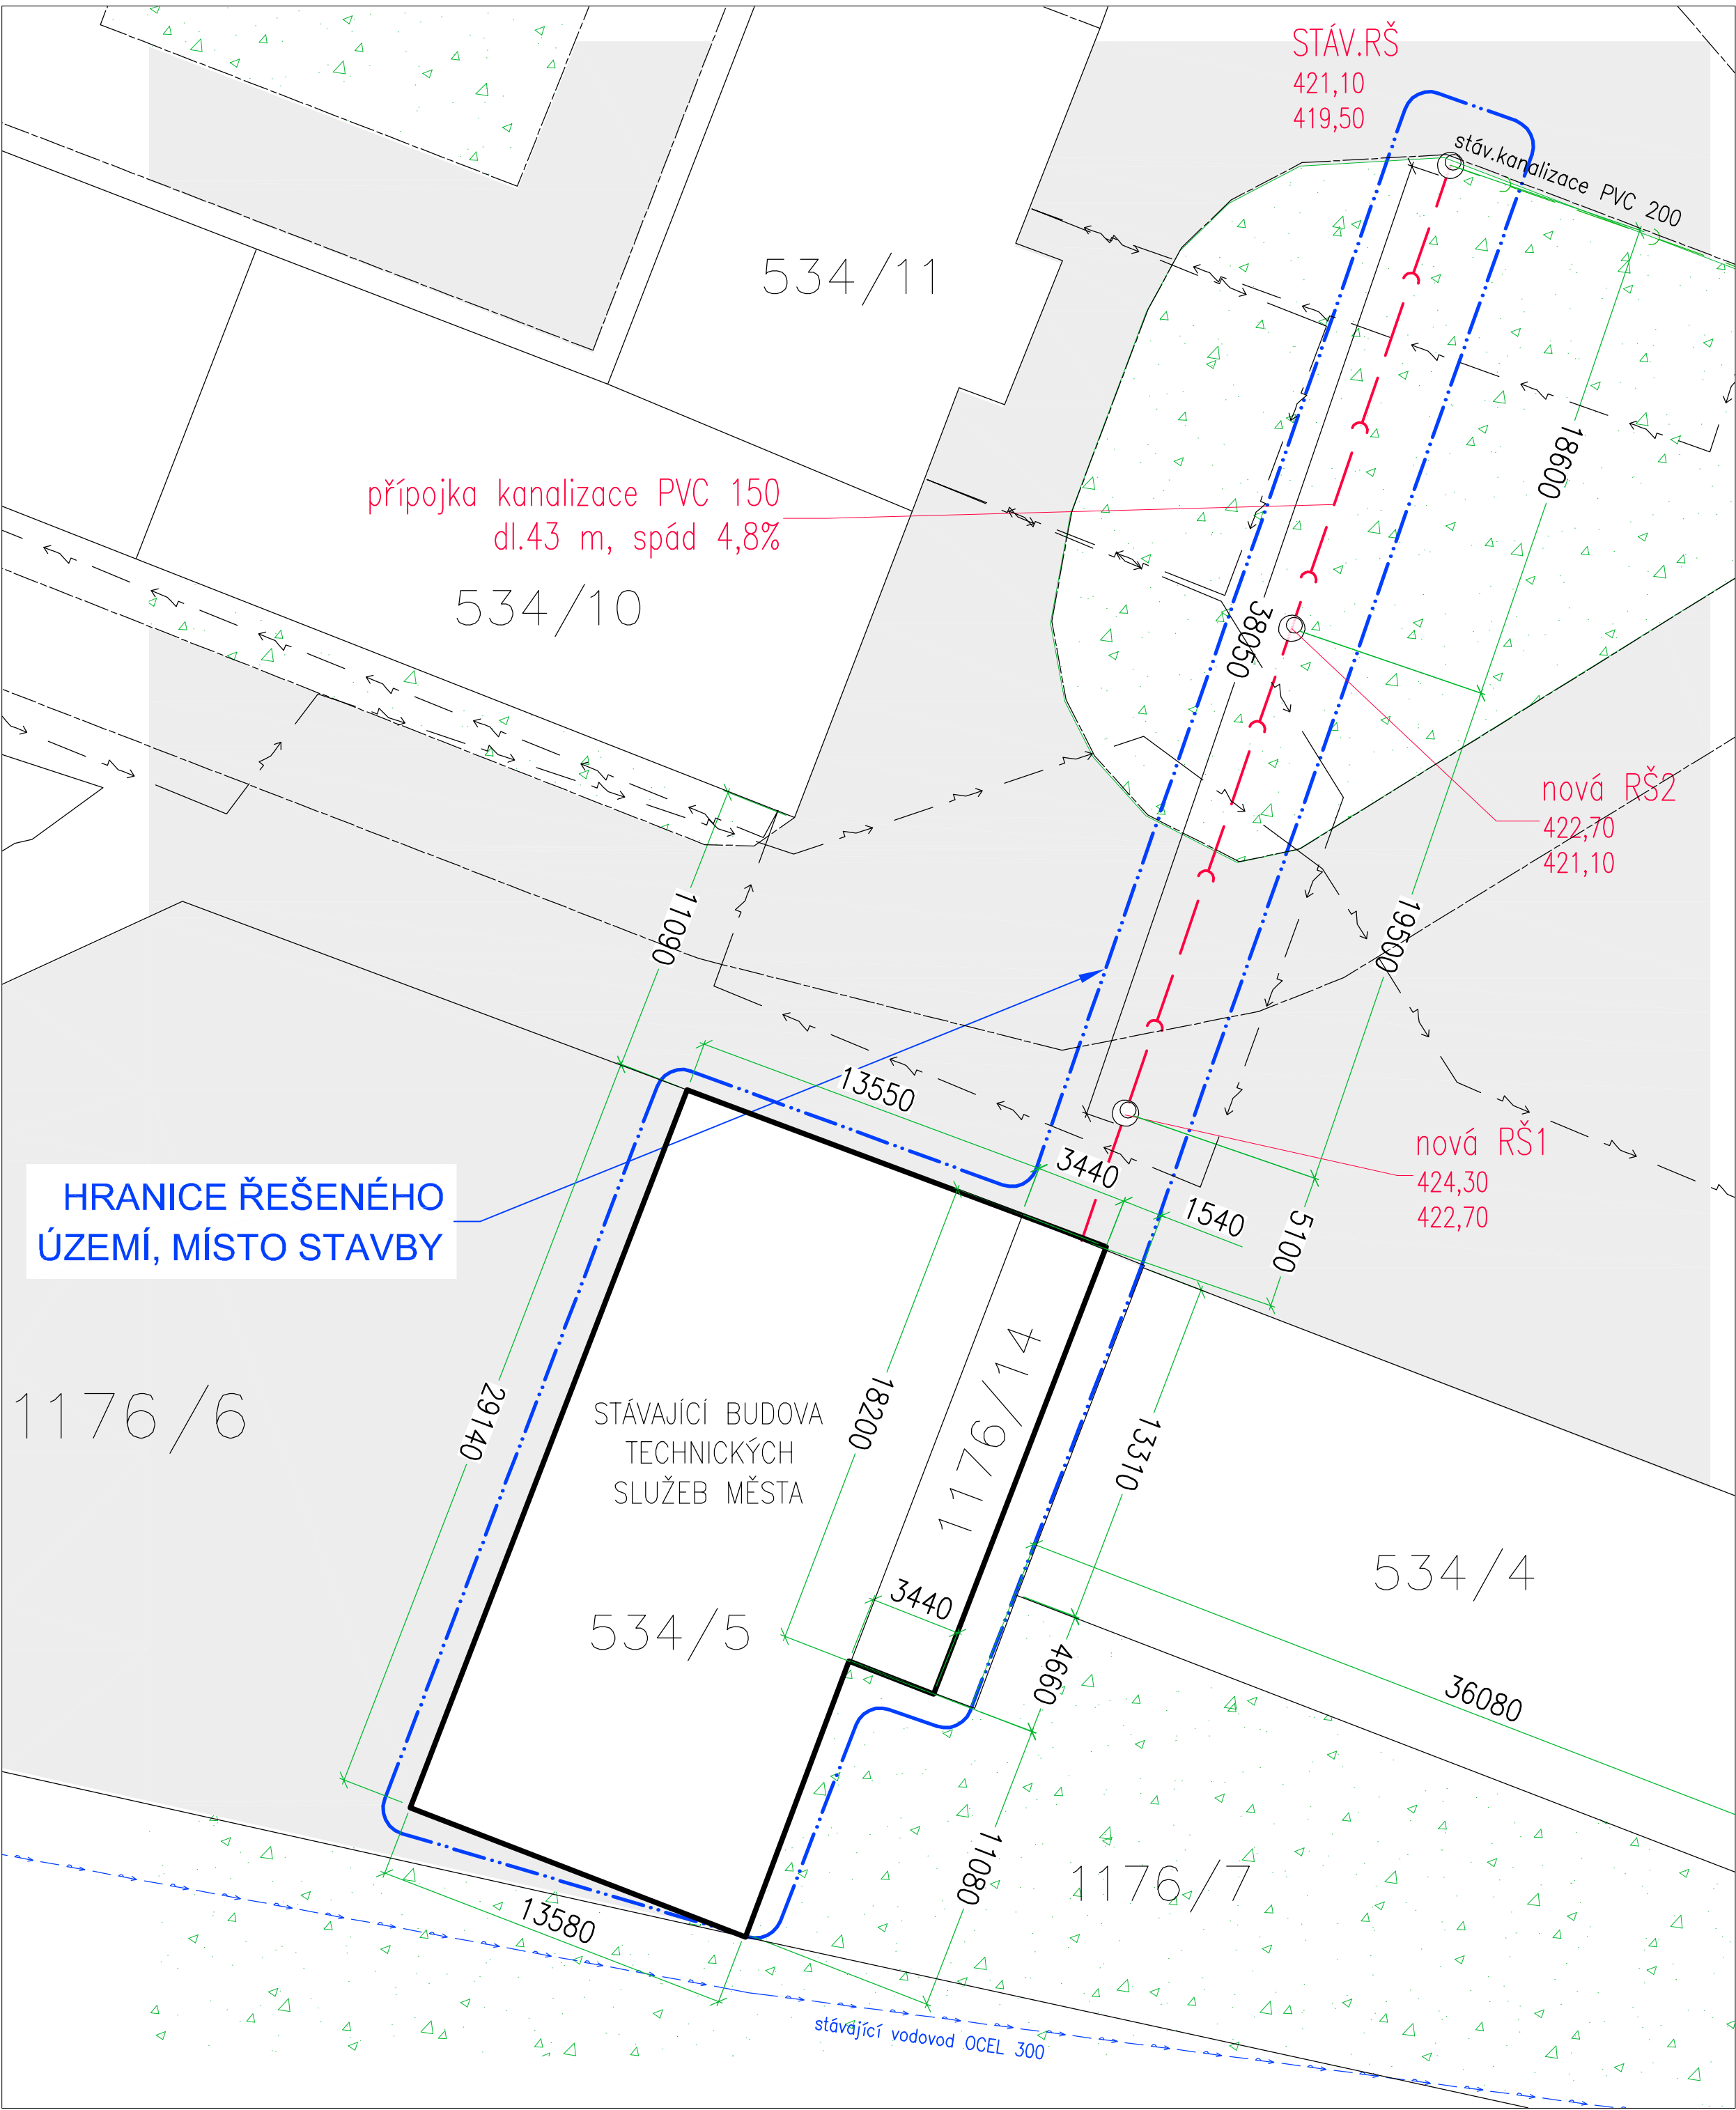 STÁV.RŠ
421,10
419,50
stáv.kanalizace PVC 200
534/11
18600
přípojka kanalizace PVC 150
dl.43 m, spád 4,8%
534/10
38050
nová RŠ2
422,70
421,10
11090
19500
13550
3440
nová RŠ1
424,30
422,70
1540
5100
HRANICE ŘEŠENÉHO
ÚZEMÍ, MÍSTO STAVBY
1176/6
29140
STÁVAJÍCÍ BUDOVA
TECHNICKÝCH
SLUŽEB MĚSTA
18200
1176/14
13310
534/4
534/5
3440
4660
36080
11080
1176/7
13580
stávající vodovod OCEL 300